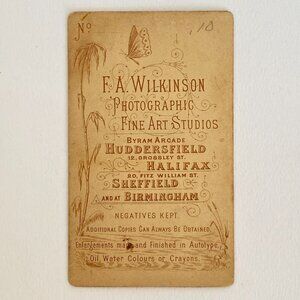 No
10
F. A. WILKINSON
PHOTOGRAPHIC
FINE ART STUDIOS
BYRAM ARCADE
HUDDERSFIELD
12, CROSSLEY ST.
HALIFAX
20, FITZ WILLIAM ST.
SHEFFIELD
AND AT BIRMINGHAM
NEGATIVES KEPT
ADDITIONAL COPIES CAN ALWAYS BE OBTAINED
Enlargements made and Finished in Autotype,
Oil Water Colours or Crayons.